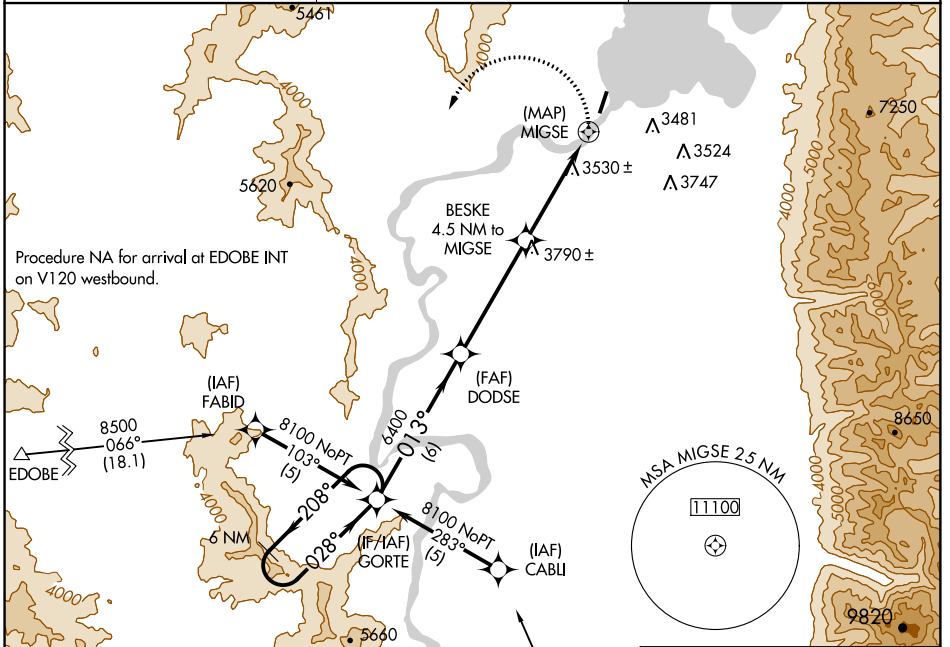 5461
4000
4000
(MAP)
MIGSE
3481
3524
3530 ±
3747
7250
5000
4000
5620
BESKE
4.5 NM to
MIGSE
3790 ±
Procedure NA for arrival at EDOBE INT
on V120 westbound.
4000
5000
(FAF)
DODSE
(IAF)
FABID
8500
066°
(18.1)
EDOBE
8100 NoPT
103°
(5)
6400
013°
(6)
8650
MSA MIGSE 25 NM
11100
4000
5000
4000
208°
028°
6 NM
(IF/IAF)
GORTE
8100 NoPT
283°
(5)
(IAF)
CABLI
4000
5660
9820